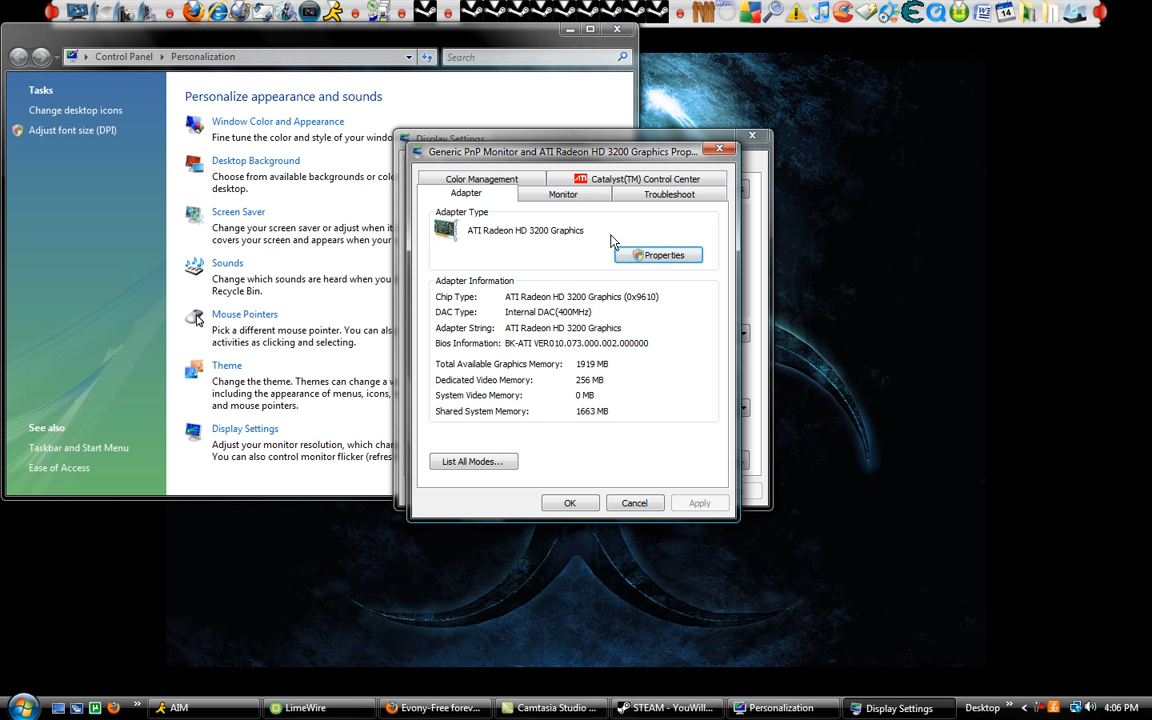 Control Panel
Personalization
Search
Tasks
Change desktop icons
Adjust font size (DPI)
Personalize appearance and sounds
Window Color and Appearance
Fine tune the color and style of your windo
Desktop Background
Choose from available backgrounds or colo
desktop.
Screen Saver
Change your screen saver or adjust when it
covers your screen and appears when your
Sounds
Change which sounds are heard when you
Recycle Bin.
Mouse Pointers
Pick a different mouse pointer. You can als
activities as clicking and selecting.
Theme
Change the theme. Themes can change a w
including the appearance of menus, icons,
and mouse pointers.
Display Settings
Adjust your monitor resolution, which char
You can also control monitor flicker (refres
See also
Taskbar and Start Menu
Ease of Access
Display Settings
Generic PnP Monitor and ATI Radeon HD 3200 Graphics Prop...
Color Management
ATI Catalyst(TM) Control Center
Adapter
Monitor
Troubleshoot
Adapter Type
ATI Radeon HD 3200 Graphics
Properties
Adapter Information
Chip Type: ATI Radeon HD 3200 Graphics (0x9610)
DAC Type: Internal DAC(400MHz)
Adapter String: ATI Radeon HD 3200 Graphics
Bios Information: BK-ATI VER010.073.000.002.000000
Total Available Graphics Memory: 1919 MB
Dedicated Video Memory: 256 MB
System Video Memory: 0 MB
Shared System Memory: 1663 MB
List All Modes...
OK
Cancel
Apply
AIM
LimeWire
Evony-Free forev...
Camtasia Studio ...
STEAM - YouWill...
Personalization
Display Settings
Desktop
4:06 PM